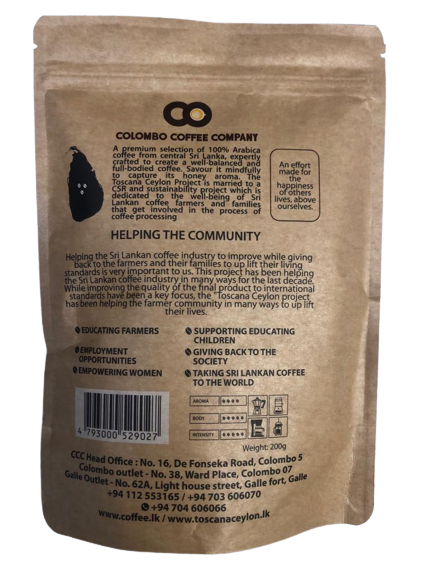 CO
COLOMBO COFFEE COMPANY
A premium selection of 100% Arabica
coffee from central Sri Lanka, expertly
crafted to create a well-balanced and
full-bodied coffee. Savour it mindfully
to capture its honey aroma. The
Toscana Ceylon Project is married to a
CSR and sustainability project which is
dedicated to the well-being of Sri
Lankan coffee farmers and families
that get involved in the process of
coffee processing
An effort
made for
the
happiness
of others
lives, above
ourselves.
HELPING THE COMMUNITY
Helping the Sri Lankan coffee industry to improve while giving
back to the farmers and their families to up lift their living
standards is very important to us. This project has been helping
the Sri Lankan coffee industry in many ways for the last decade.
While improving the quality of the final product to international
standards have been a key focus, the "Toscana Ceylon project
has been helping the farmer community in many ways to up lift
their lives.
EDUCATING FARMERS
SUPPORTING EDUCATING
CHILDREN
EMPLOYMENT
OPPORTUNITIES
GIVING BACK TO THE
SOCIETY
EMPOWERING WOMEN
TAKING SRI LANKAN COFFEE
TO THE WORLD
AROMA
BODY
INTENSITY
4 793000 529027
Weight: 200g
CCC Head Office : No. 16, De Fonseka Road, Colombo 5
Colombo outlet - No. 38, Ward Place, Colombo 07
Galle Outlet - No. 62A, Light house street, Galle fort, Galle
+94 112 553165 / +94 703 606070
+94 704 606066
www.coffee.lk / www.toscanaceylon.lk